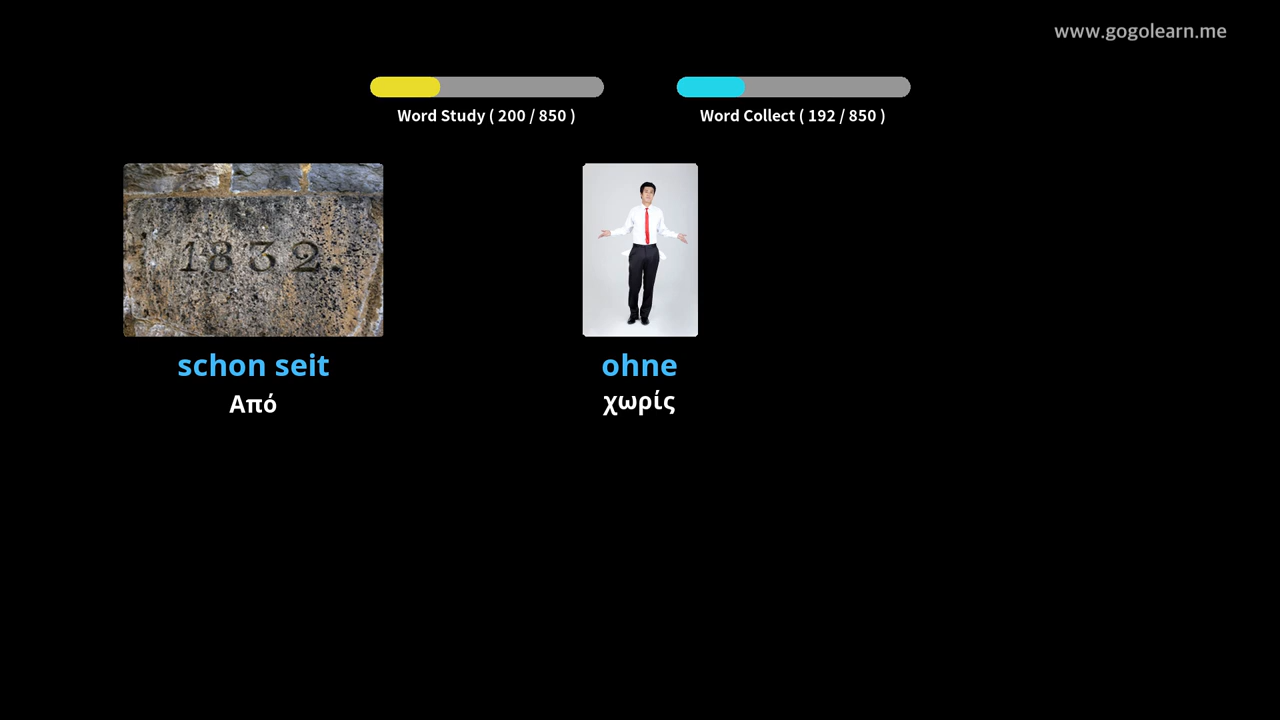 www.gogolearn.me
Word Study ( 200 / 850 )
Word Collect ( 192 / 850 )
1832.
schon seit
ohne
Από
χωρίς